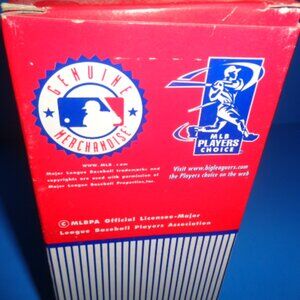 GENUINE
MERCHANDISE
www.MLB.com
Major League Baseball trademarks and
copyrights are used with permission of
Major League Baseball Properties, Inc.
MLB
PLAYERS
CHOICE
Visit www.bigleaguers.com
the Players choice on the web
© MLBPA Official Licensee-Major
League Baseball Players Association